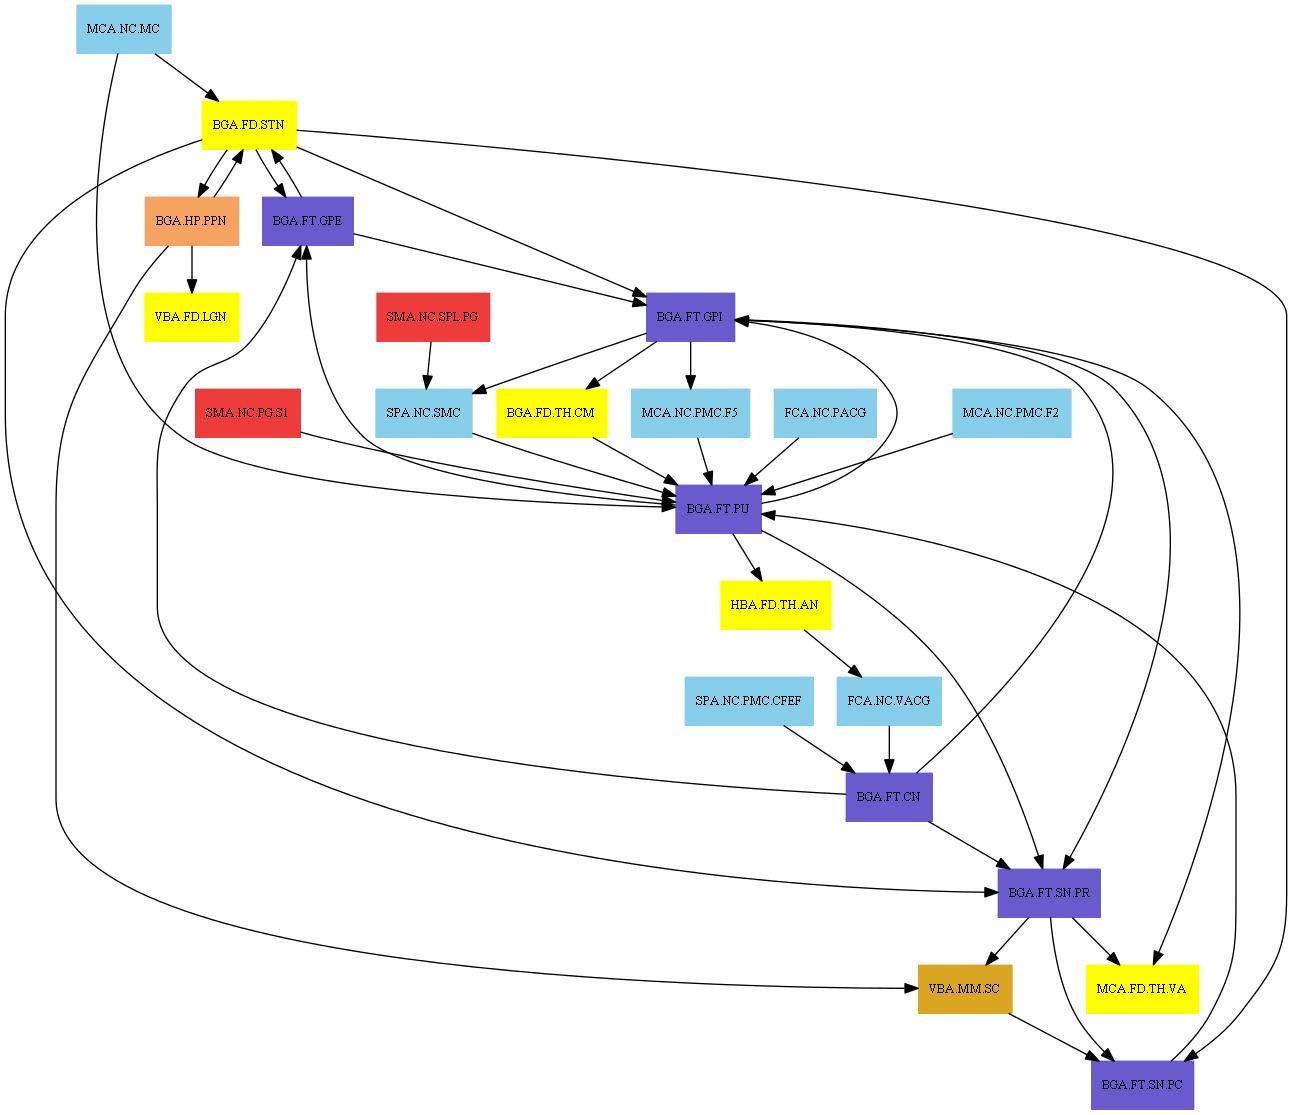 MCA.NC.MC
BGA.FD.STN
BGA.HP.PPN
BGA.FT.GPE
VBA.FD.LGN
SMA.NC.SPL.PG
BGA.FT.GPI
SMA.NC.PG.S1
SPA.NC.SMC
BGA.FD.TH.CM
MCA.NC.PMC.F5
FCA.NC.PACG
MCA.NC.PMC.F2
BGA.FT.PU
HBA.FD.TH.AN
SPA.NC.PMC.CFEF
FCA.NC.VACG
BGA.FT.CN
BGA.FT.SN.PR
VBA.MM.SC
MCA.FD.TH.VA
BGA.FT.SN.PC